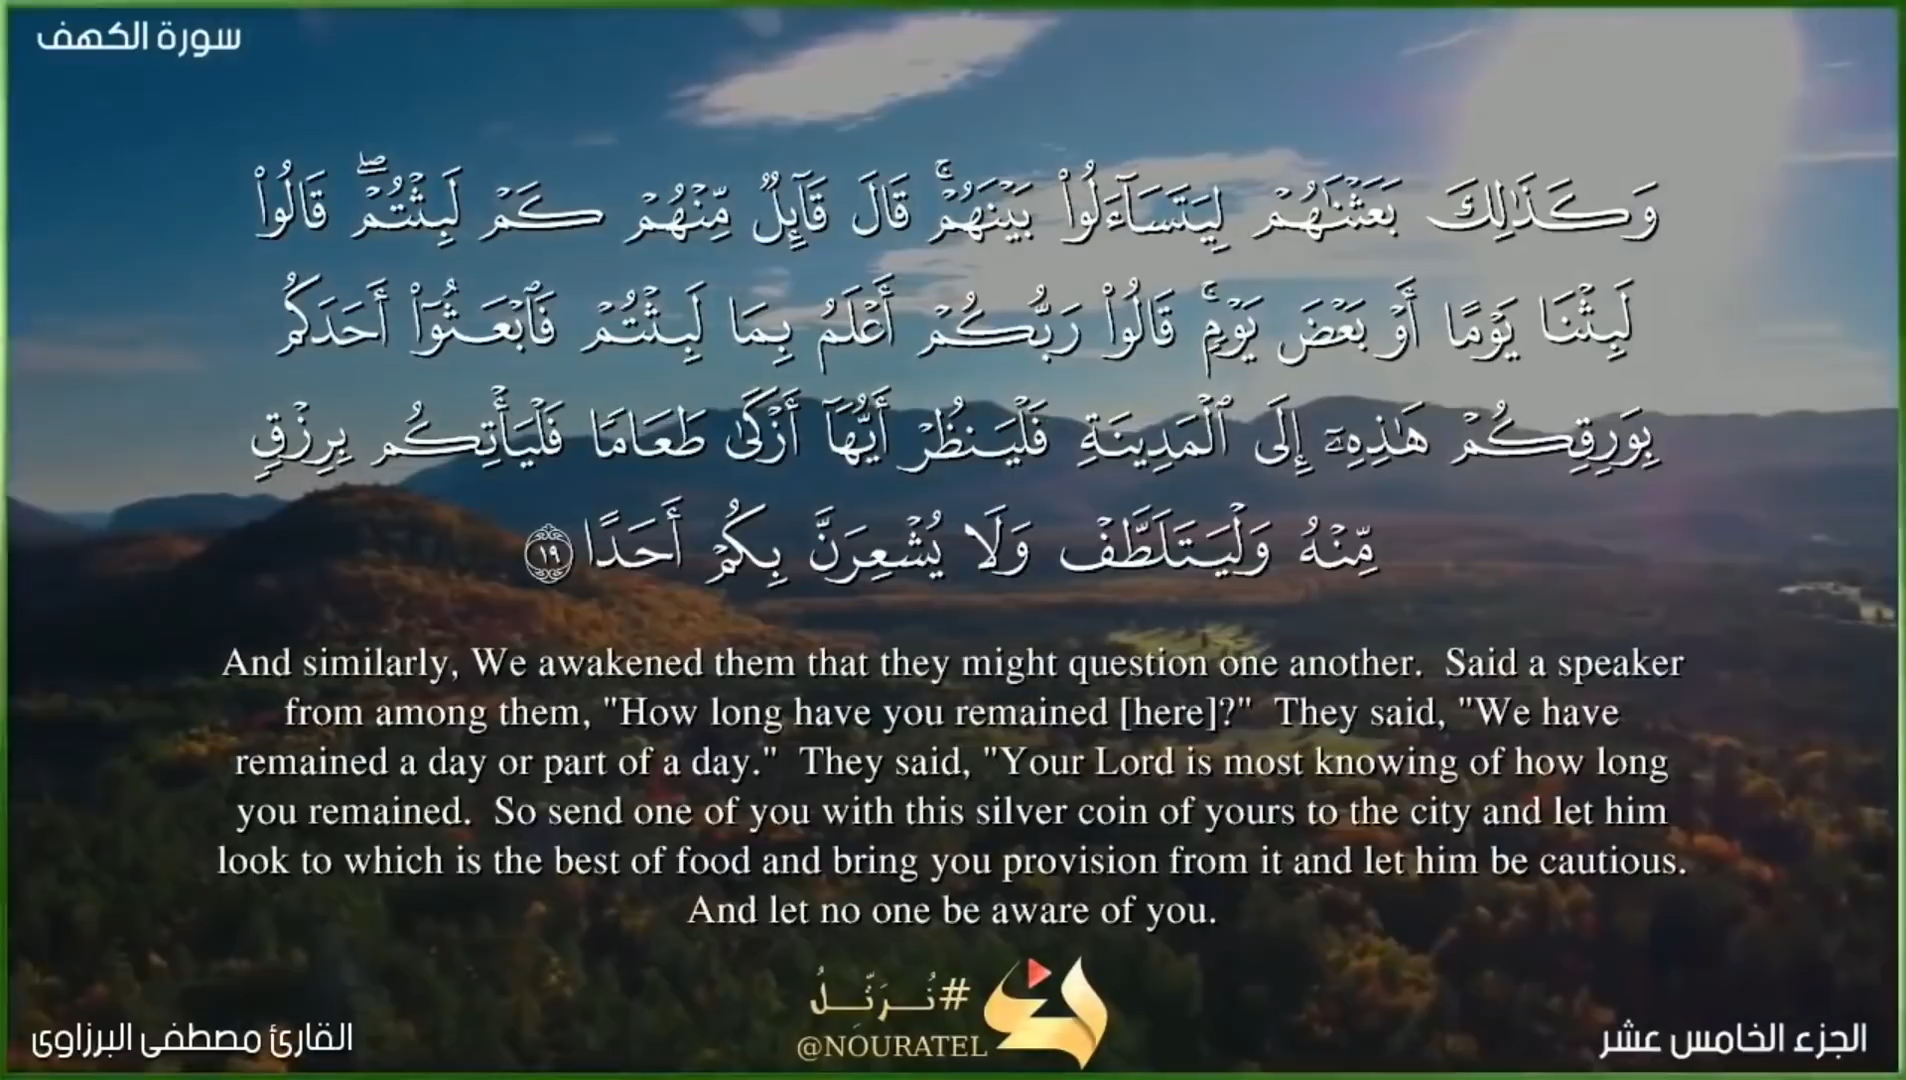 سورة الكهف
وَكَذَٰلِكَ بَعَثْنَٰهُمْ لِيَتَسَآءَلُوا۟ بَيْنَهُمْ ۚ قَالَ قَآئِلٌ مِّنْهُمْ كَمْ لَبِثْتُمْ ۖ قَالُوا۟
لَبِثْنَا يَوْمًا أَوْ بَعْضَ يَوْمٍ ۚ قَالُوا۟ رَبُّكُمْ أَعْلَمُ بِمَا لَبِثْتُمْ فَٱبْعَثُوٓا۟ أَحَدَكُم
بِوَرِقِكُمْ هَٰذِهِۦٓ إِلَى ٱلْمَدِينَةِ فَلْيَنظُرْ أَيُّهَآ أَزْكَىٰ طَعَامًا فَلْيَأْتِكُم بِرِزْقٍ
مِّنْهُ وَلْيَتَلَطَّفْ وَلَا يُشْعِرَنَّ بِكُمْ أَحَدًا ١٩
And similarly, We awakened them that they might question one another. Said a speaker
from among them, "How long have you remained [here]?" They said, "We have
remained a day or part of a day." They said, "Your Lord is most knowing of how long
you remained. So send one of you with this silver coin of yours to the city and let him
look to which is the best of food and bring you provision from it and let him be cautious.
And let no one be aware of you.
#نُرَتِّلُ
@NOURATEL
الجزء الخامس عشر
القارئ مصطفى البرزاوى